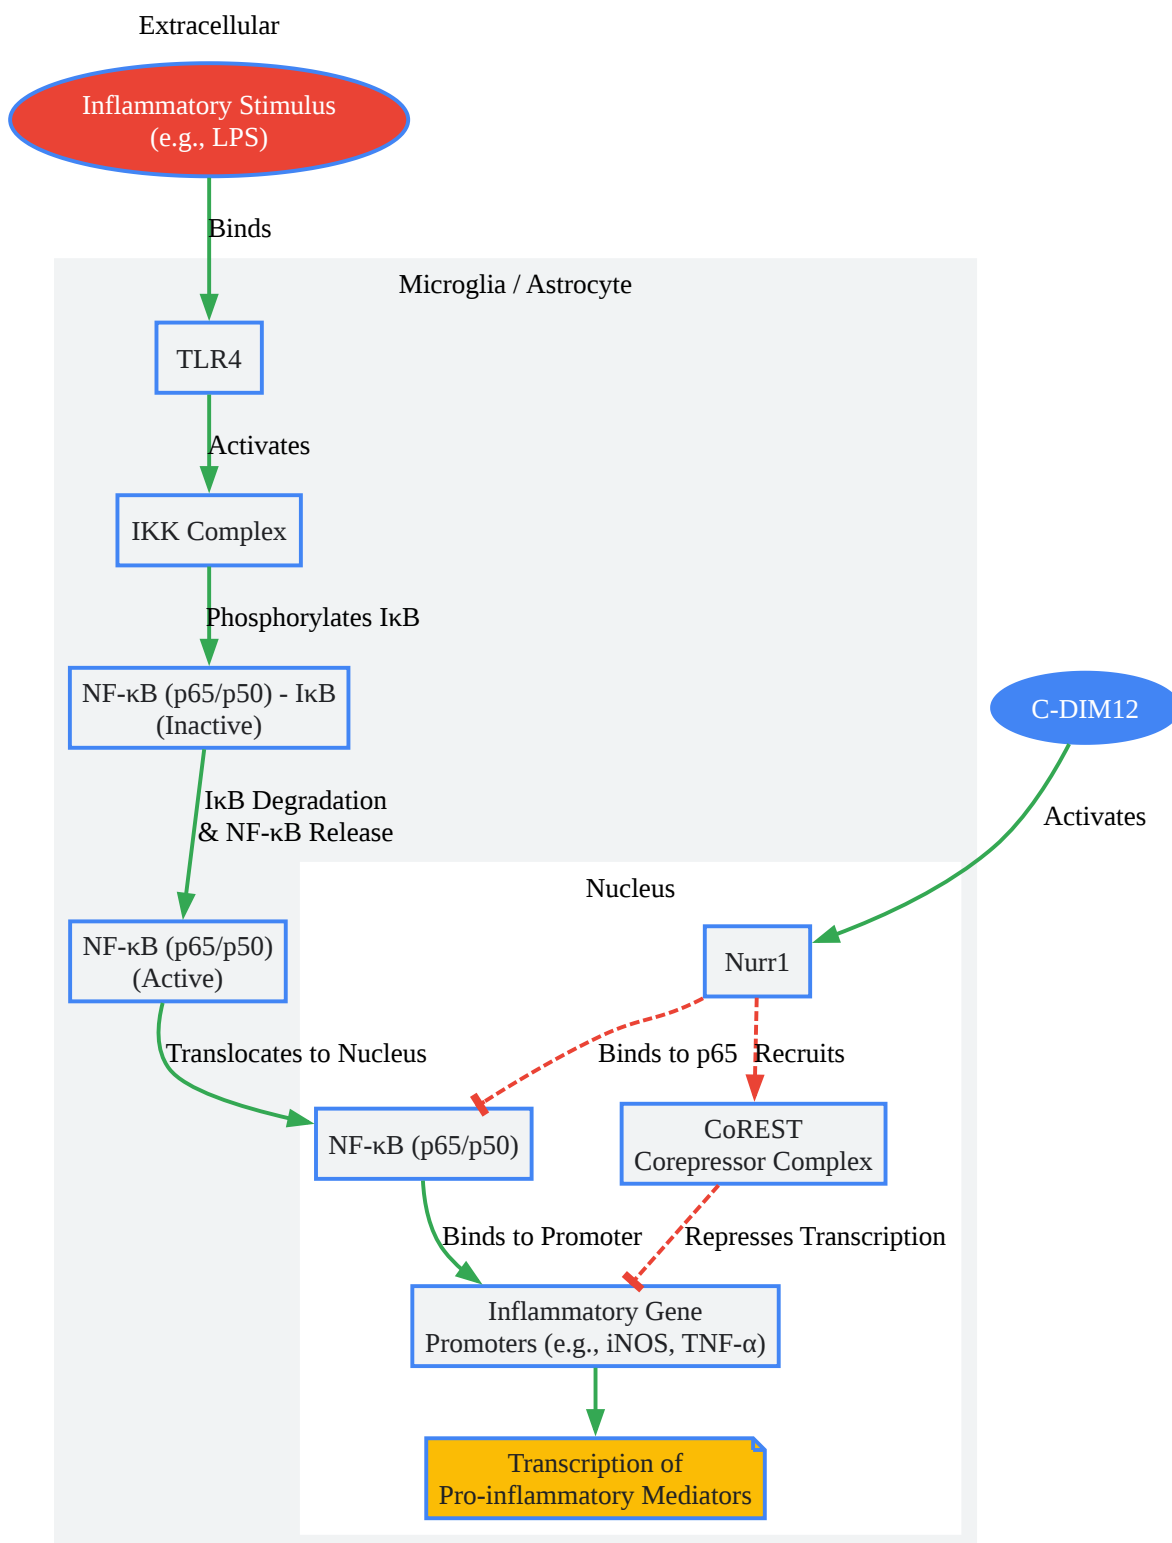 Extracellular
Inflammatory Stimulus
(e.g., LPS)
Binds
Microglia / Astrocyte
TLR4
Activates
IKK Complex
Phosphorylates IκB
NF-κB (p65/p50) - IκB
(Inactive)
C-DIM12
IκB Degradation
& NF-κB Release
Activates
Nucleus
NF-κB (p65/p50)
(Active)
Nurr1
Translocates to Nucleus
Binds to p65
Recruits
NF-κB (p65/p50)
CoREST
Corepressor Complex
Binds to Promoter
Represses Transcription
Inflammatory Gene
Promoters (e.g., iNOS, TNF-α)
Transcription of
Pro-inflammatory Mediators